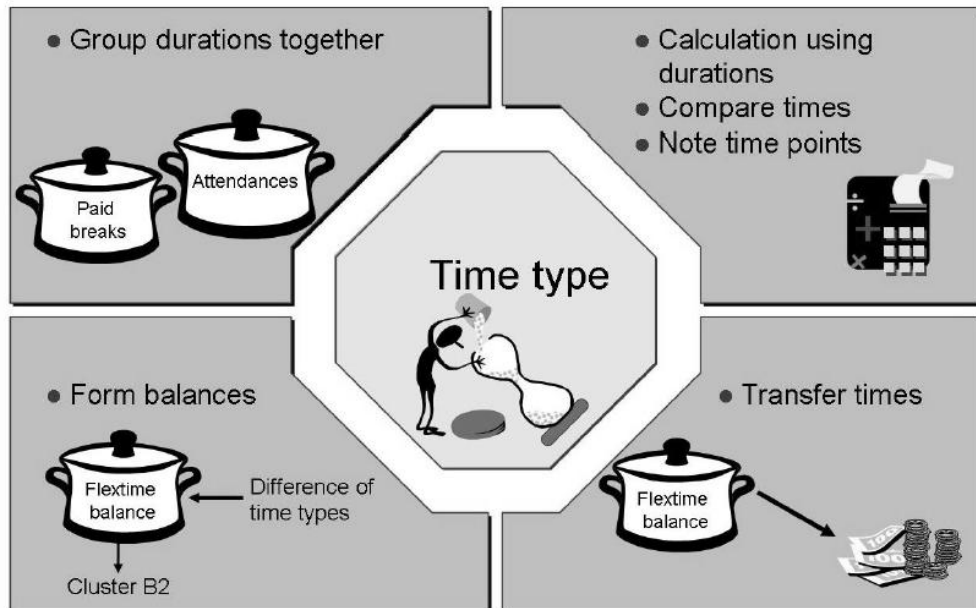 Group durations together
Attendances
Paid
breaks
Calculation using
durations
Compare times
Note time points
÷
+
×
Time type
Form balances
Flextime
balance
Difference of
time types
Cluster B2
Transfer times
Flextime
balance
100